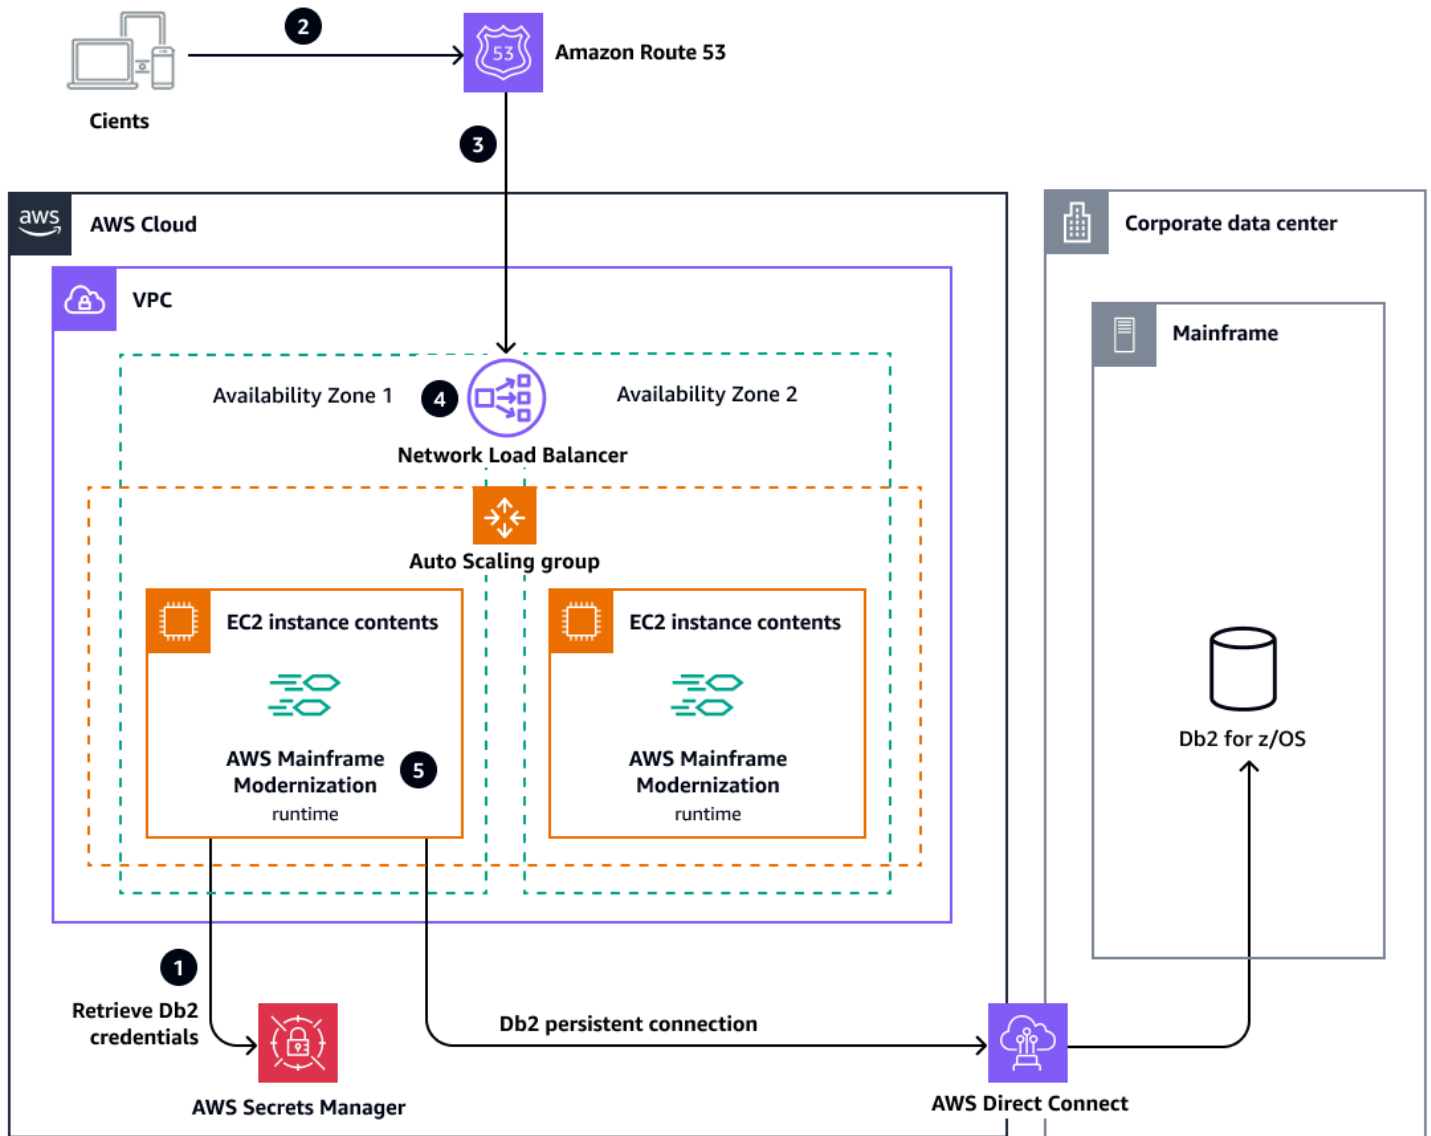 2
53
Amazon Route 53
Cients
3
aws
AWS Cloud
Corporate data center
VPC
Mainframe
Availability Zone 1
4
Availability Zone 2
Network Load Balancer
Auto Scaling group
EC2 instance contents
EC2 instance contents
AWS Mainframe
Modernization
runtime
5
AWS Mainframe
Modernization
runtime
Db2 for z/OS
1
Retrieve Db2
credentials
Db2 persistent connection
AWS Secrets Manager
AWS Direct Connect